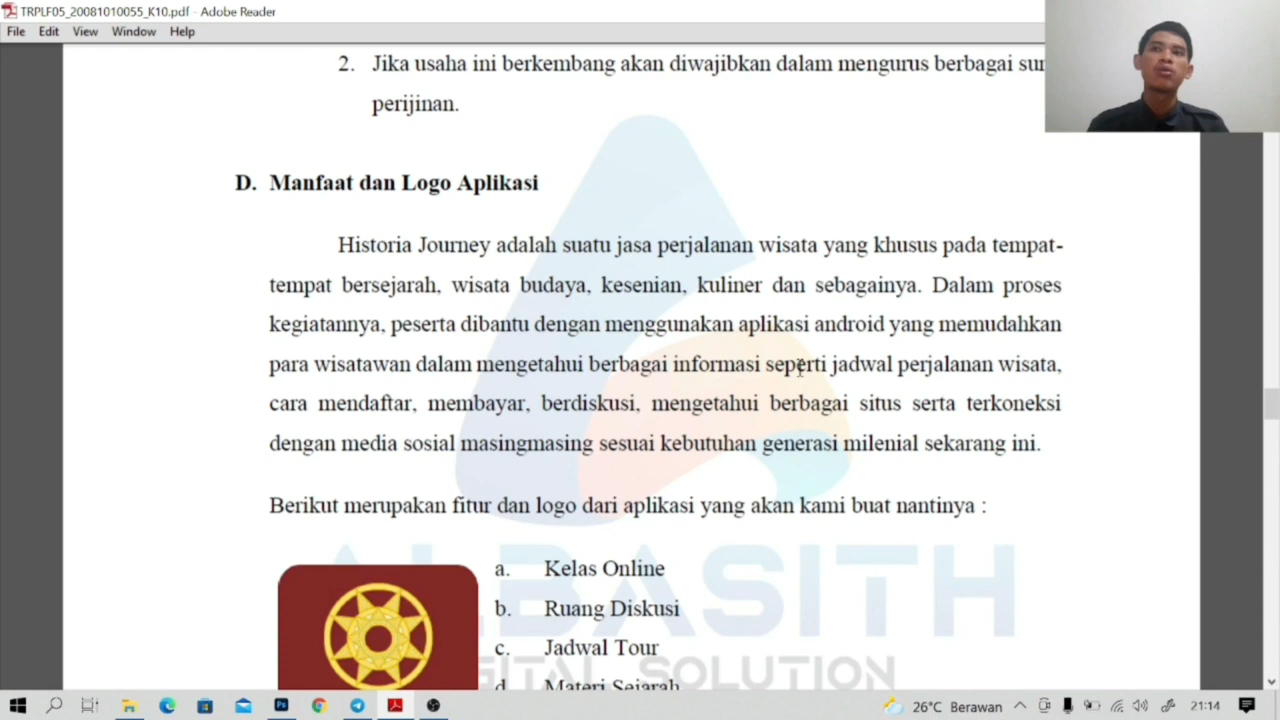 TRPLF05_20081010055_K10.pdf - Adobe Reader
File Edit View Window Help
2. Jika usaha ini berkembang akan diwajibkan dalam mengurus berbagai
perijinan.
D. Manfaat dan Logo Aplikasi
Historia Journey adalah suatu jasa perjalanan wisata yang khusus pada tempat-
tempat bersejarah, wisata budaya, kesenian, kuliner dan sebagainya. Dalam proses
kegiatannya, peserta dibantu dengan menggunakan aplikasi android yang memudahkan
para wisatawan dalam mengetahui berbagai informasi seperti jadwal perjalanan wisata,
cara mendaftar, membayar, berdiskusi, mengetahui berbagai situs serta terkoneksi
dengan media sosial masingmasing sesuai kebutuhan generasi milenial sekarang ini.
Berikut merupakan fitur dan logo dari aplikasi yang akan kami buat nantinya :
a. Kelas Online
b. Ruang Diskusi
c. Jadwal Tour
d. Materi Sejarah
ALBASITH
DIGITAL SOLUTION
26°C Berawan
21:14